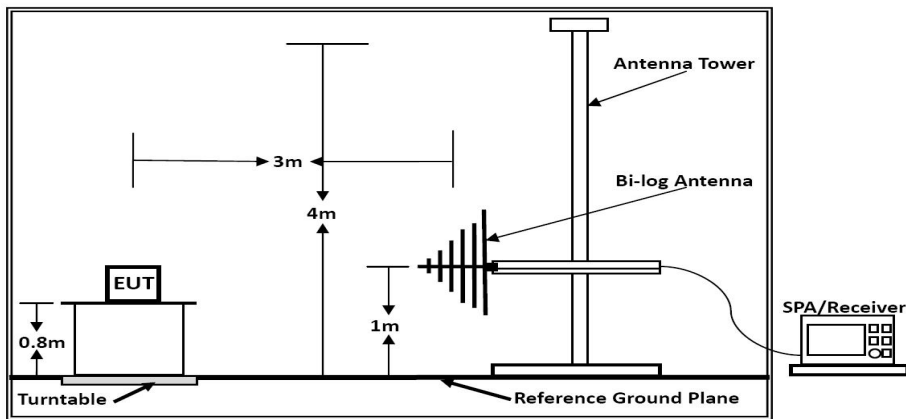 Antenna Tower
3m
Bi-log Antenna
4m
EUT
SPA/Receiver
0.8m
1m
Turntable
Reference Ground Plane